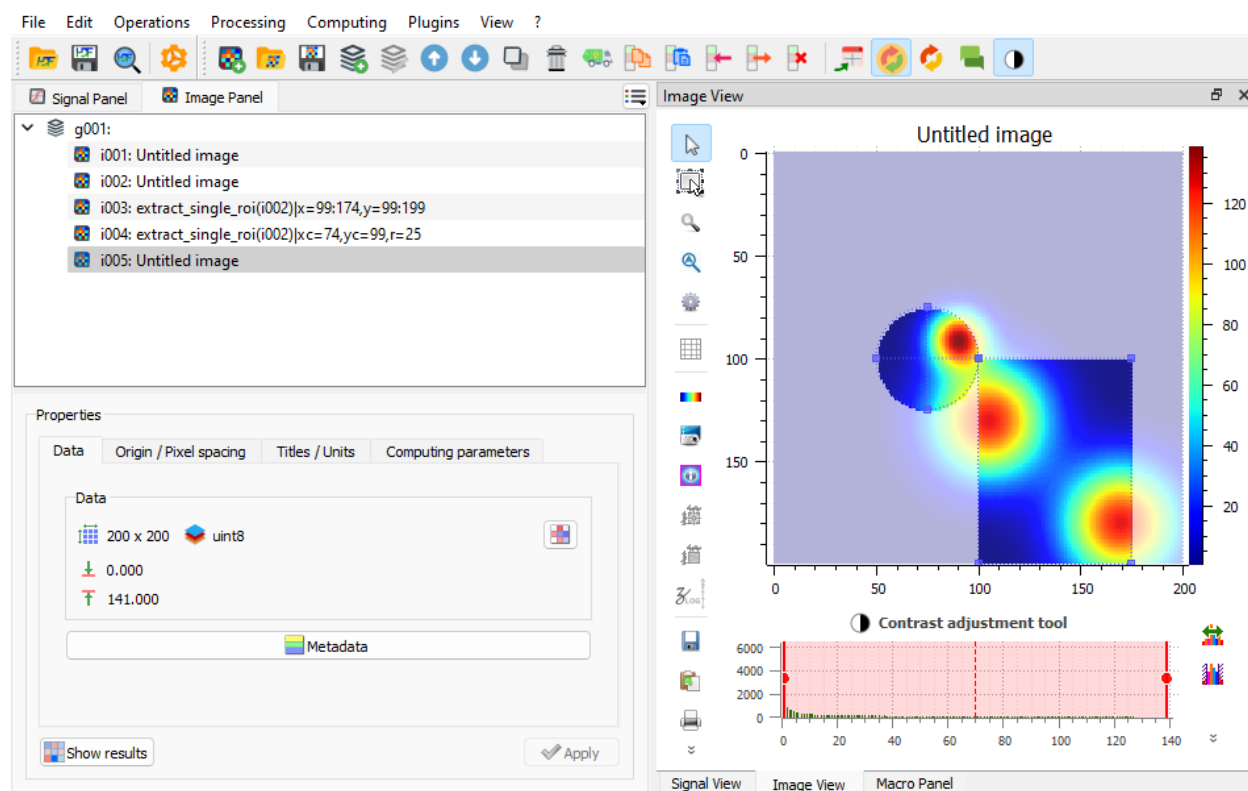 File Edit Operations Processing Computing Plugins View ?
Signal Panel Image Panel
g001:
i001: Untitled image
i002: Untitled image
i003: extract_single_roi(i002)|x=99:174,y=99:199
i004: extract_single_roi(i002)|xc=74,yc=99,r=25
i005: Untitled image
Properties
Data Origin / Pixel spacing Titles / Units Computing parameters
Data
200 x 200 uint8
0.000
141.000
Metadata
Show results Apply
Image View
Untitled image
0
50
100
150
0 50 100 150 200
120
100
80
60
40
20
Contrast adjustment tool
6000
4000
2000
0
0 20 40 60 80 100 120 140
LOG
Signal View Image View Macro Panel